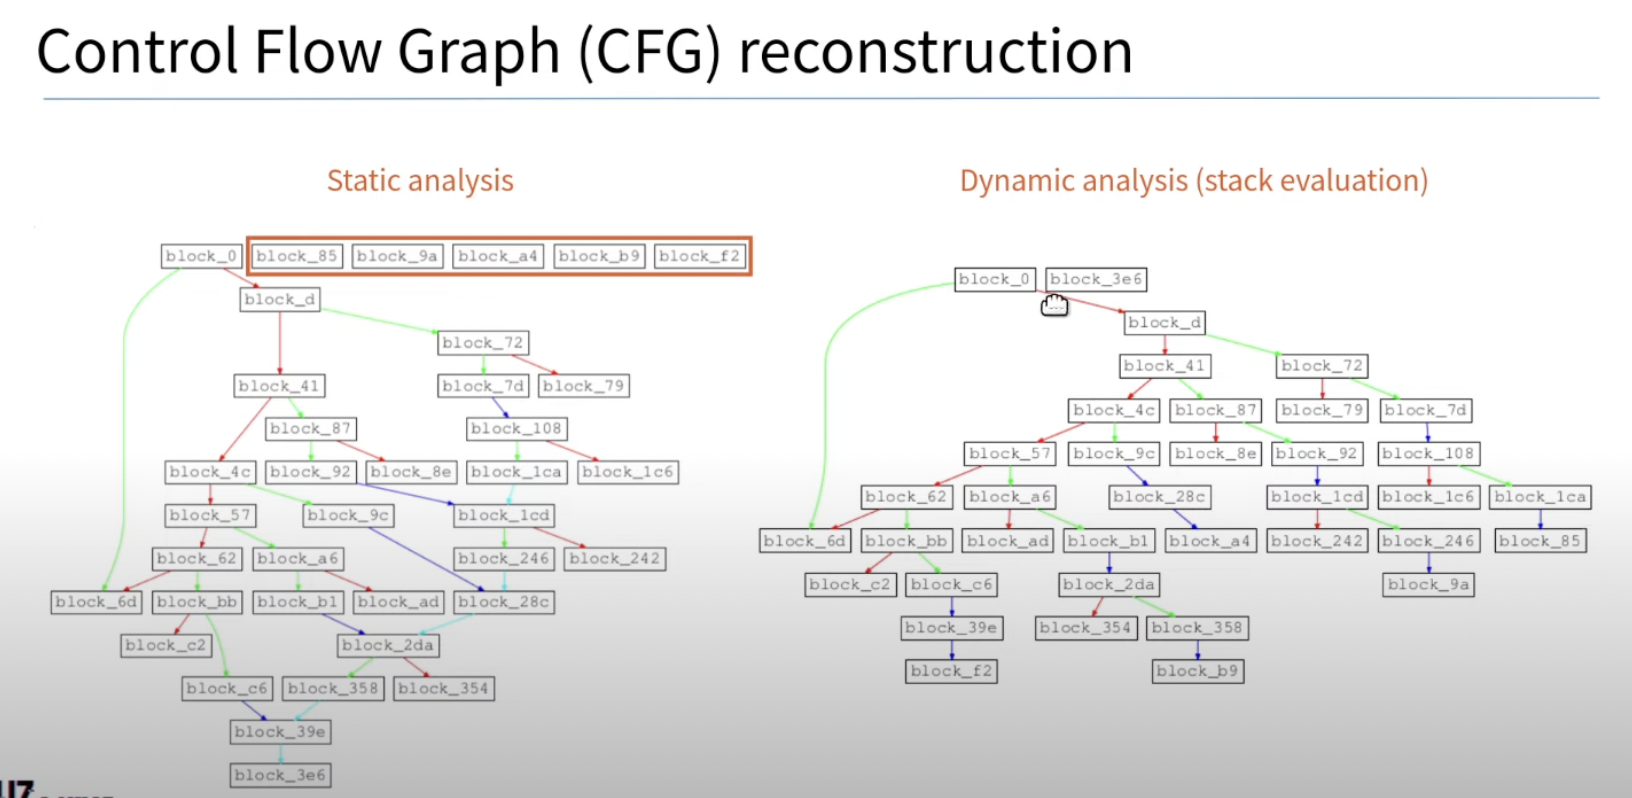 Control Flow Graph (CFG) reconstruction
Static analysis
block_0 block_85 block_9a block_a4 block_b9 block_f2
block_d
block_72
block_41 block_7d block_79
block_87 block_108
block_4c block_92 block_8e block_1ca block_1c6
block_57 block_9c block_1cd
block_62 block_a6 block_246 block_242
block_6d block_bb block_b1 block_ad block_28c
block_c2 block_2da
block_c6 block_358 block_354
block_39e
block_3e6
Dynamic analysis (stack evaluation)
block_0 block_3e6
block_d
block_41 block_72
block_4c block_87 block_79 block_7d
block_57 block_9c block_8e block_92 block_108
block_62 block_a6 block_28c block_1cd block_1c6 block_1ca
block_6d block_bb block_ad block_b1 block_a4 block_242 block_246 block_85
block_c2 block_c6 block_2da block_9a
block_39e block_354 block_358
block_f2 block_b9